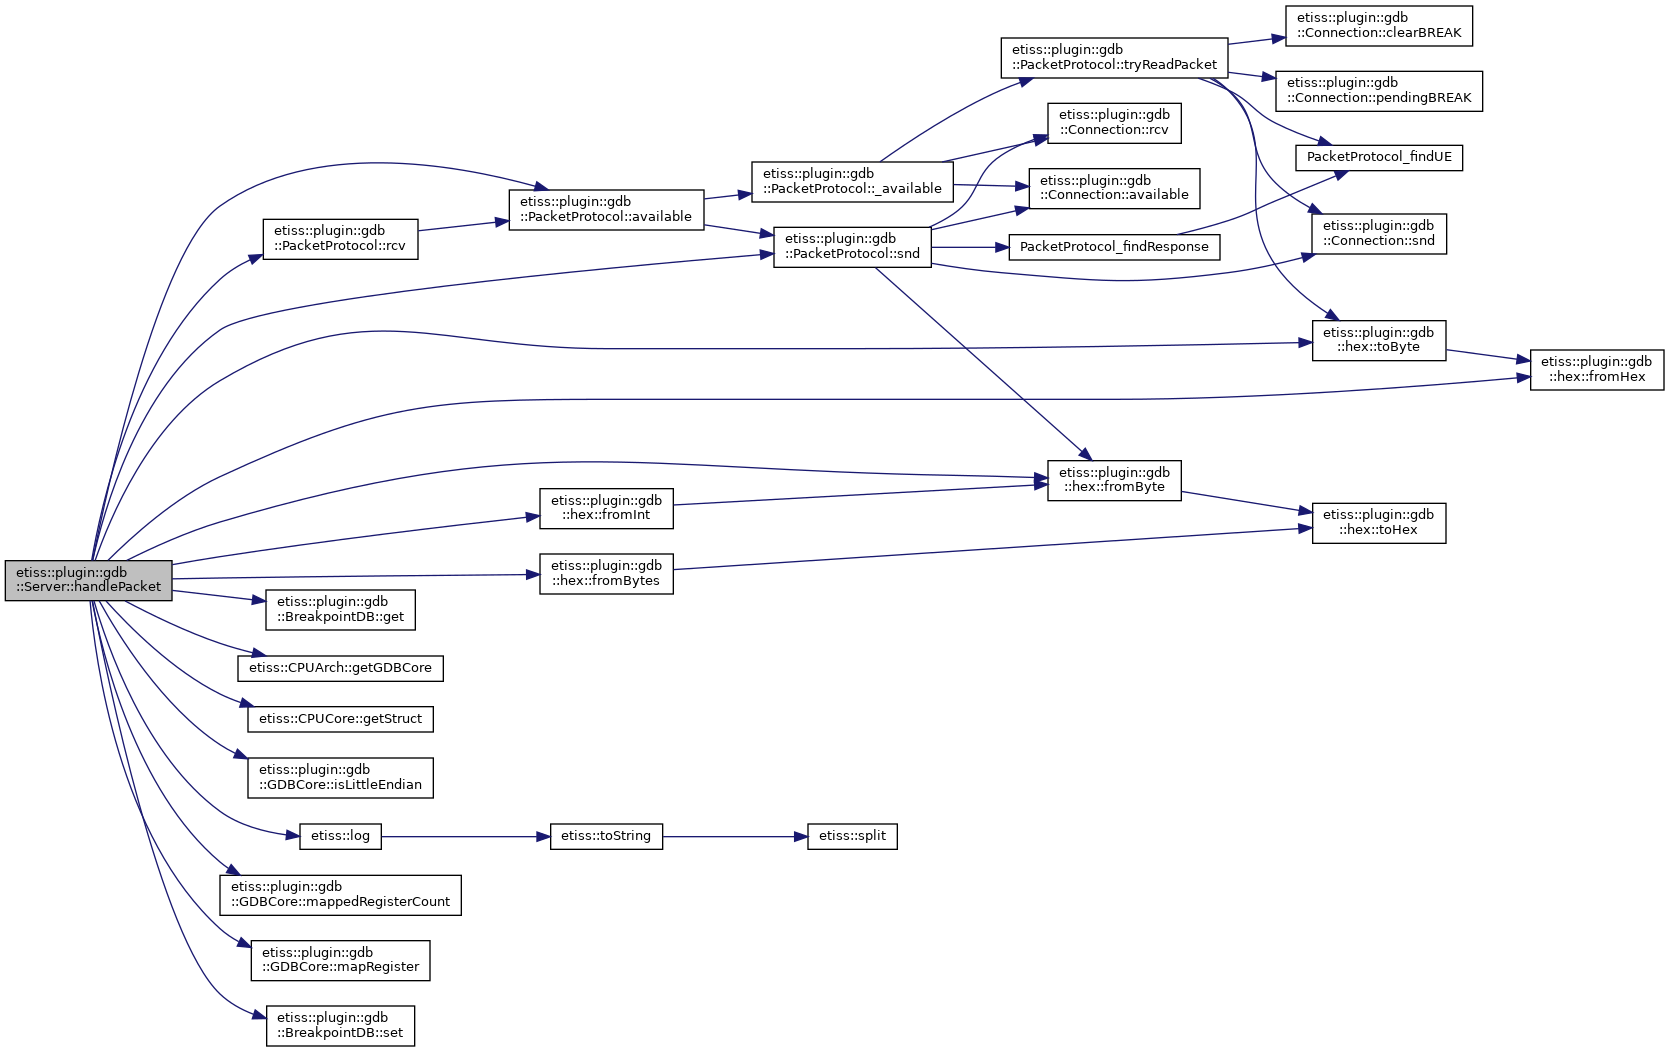 etiss::plugin::gdb
::Connection::clearBREAK
etiss::plugin::gdb
::PacketProtocol::tryReadPacket
etiss::plugin::gdb
::Connection::pendingBREAK
etiss::plugin::gdb
::Connection::rcv
PacketProtocol_findUE
etiss::plugin::gdb
::PacketProtocol::_available
etiss::plugin::gdb
::Connection::available
etiss::plugin::gdb
::PacketProtocol::available
etiss::plugin::gdb
::Connection::snd
etiss::plugin::gdb
::PacketProtocol::rcv
etiss::plugin::gdb
::PacketProtocol::snd
PacketProtocol_findResponse
etiss::plugin::gdb
::hex::toByte
etiss::plugin::gdb
::hex::fromHex
etiss::plugin::gdb
::hex::fromByte
etiss::plugin::gdb
::hex::fromInt
etiss::plugin::gdb
::hex::toHex
etiss::plugin::gdb
::hex::fromBytes
etiss::plugin::gdb
::Server::handlePacket
etiss::plugin::gdb
::BreakpointDB::get
etiss::CPUArch::getGDBCore
etiss::CPUCore::getStruct
etiss::plugin::gdb
::GDBCore::isLittleEndian
etiss::log
etiss::toString
etiss::split
etiss::plugin::gdb
::GDBCore::mappedRegisterCount
etiss::plugin::gdb
::GDBCore::mapRegister
etiss::plugin::gdb
::BreakpointDB::set